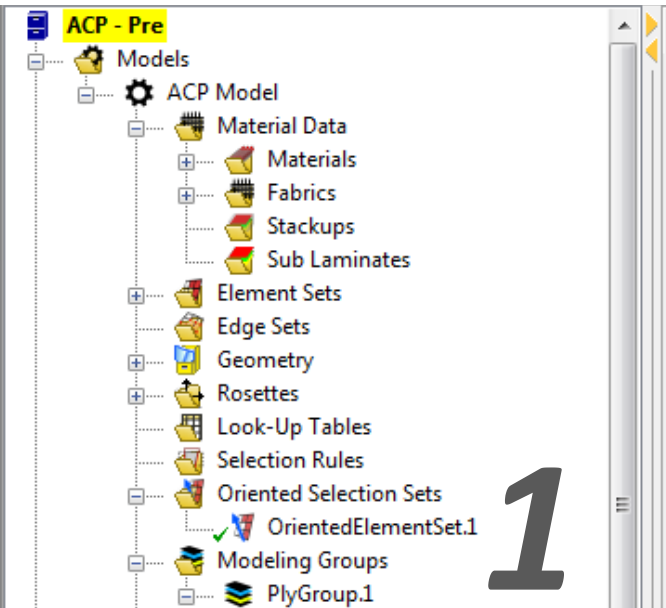 ACP - Pre
Models
ACP Model
Material Data
Materials
Fabrics
Stackups
Sub Laminates
Element Sets
Edge Sets
Geometry
Rosettes
Look-Up Tables
Selection Rules
Oriented Selection Sets
OrientedElementSet.1
Modeling Groups
PlyGroup.1
1